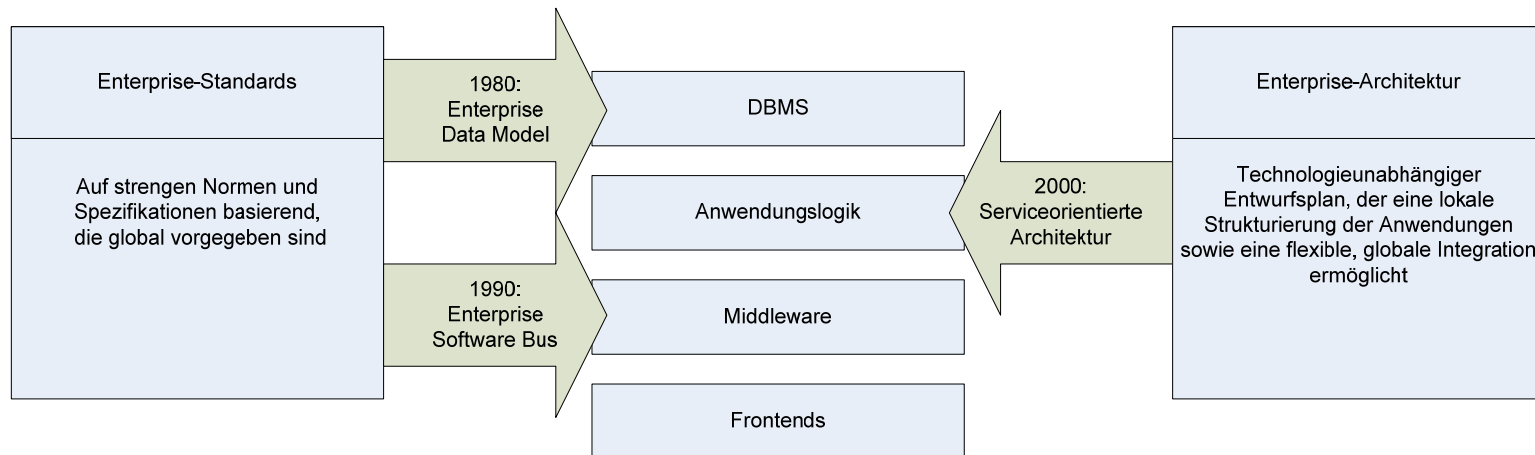 Enterprise-Standards
Auf strengen Normen und
Spezifikationen basierend,
die global vorgegeben sind
1980:
Enterprise
Data Model
1990:
Enterprise
Software Bus
DBMS
Anwendungslogik
Middleware
Frontends
2000:
Serviceorientierte
Architektur
Enterprise-Architektur
Technologieunabhängiger
Entwurfsplan, der eine lokale
Strukturierung der Anwendungen
sowie eine flexible, globale Integration
ermöglicht